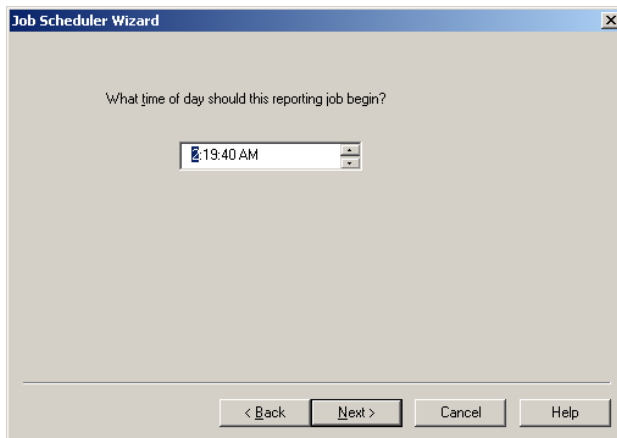 Job Scheduler Wizard
What time of day should this reporting job begin?
2:19:40 AM
< Back Next > Cancel Help